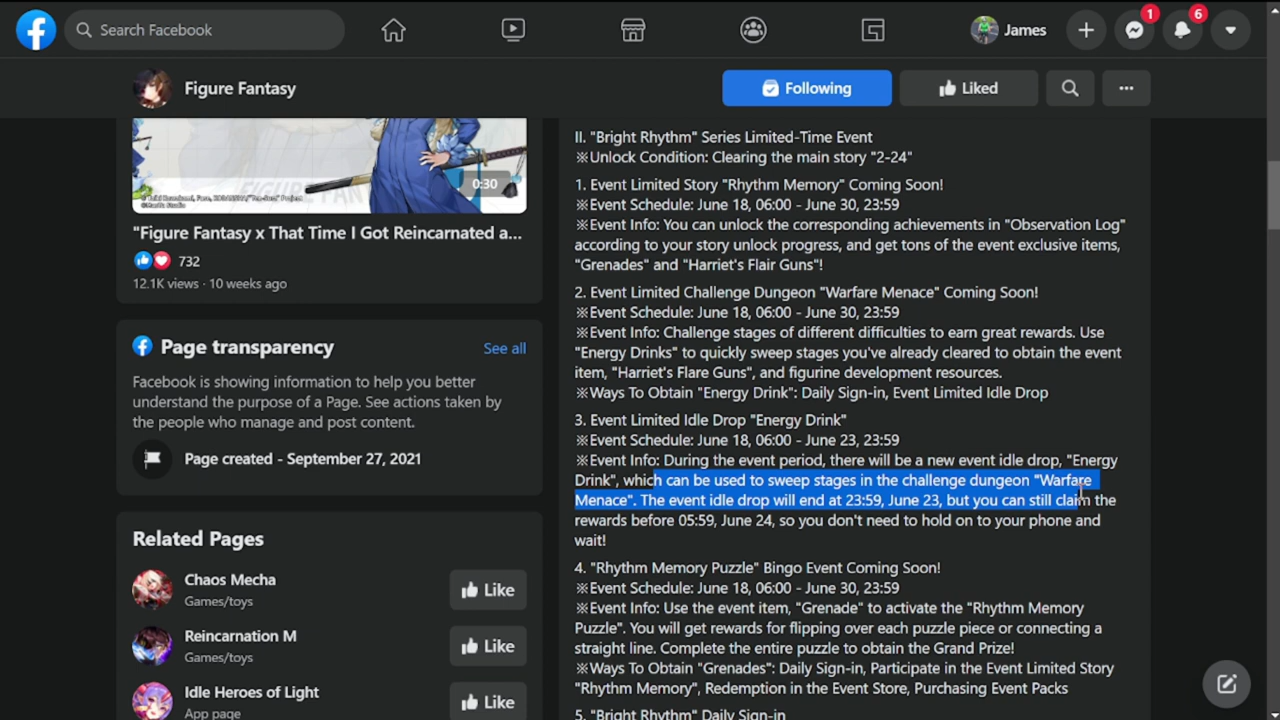 Search Facebook
James
1
6
Figure Fantasy
Following
Liked
0:30
"Figure Fantasy x That Time I Got Reincarnated a...
732
12.1K views · 10 weeks ago
Page transparency
See all
Facebook is showing information to help you better
understand the purpose of a Page. See actions taken by
the people who manage and post content.
Page created - September 27, 2021
Related Pages
Chaos Mecha
Games/toys
Like
Reincarnation M
Games/toys
Like
Idle Heroes of Light
App page
Like
II. "Bright Rhythm" Series Limited-Time Event
※Unlock Condition: Clearing the main story "2-24"
1. Event Limited Story "Rhythm Memory" Coming Soon!
※Event Schedule: June 18, 06:00 - June 30, 23:59
※Event Info: You can unlock the corresponding achievements in "Observation Log"
according to your story unlock progress, and get tons of the event exclusive items,
"Grenades" and "Harriet's Flair Guns"!
2. Event Limited Challenge Dungeon "Warfare Menace" Coming Soon!
※Event Schedule: June 18, 06:00 - June 30, 23:59
※Event Info: Challenge stages of different difficulties to earn great rewards. Use
"Energy Drinks" to quickly sweep stages you've already cleared to obtain the event
item, "Harriet's Flare Guns", and figurine development resources.
※Ways To Obtain "Energy Drink": Daily Sign-in, Event Limited Idle Drop
3. Event Limited Idle Drop "Energy Drink"
※Event Schedule: June 18, 06:00 - June 23, 23:59
※Event Info: During the event period, there will be a new event idle drop, "Energy
Drink", which can be used to sweep stages in the challenge dungeon "Warfare
Menace". The event idle drop will end at 23:59, June 23, but you can still claim the
rewards before 05:59, June 24, so you don't need to hold on to your phone and
wait!
4. "Rhythm Memory Puzzle" Bingo Event Coming Soon!
※Event Schedule: June 18, 06:00 - June 30, 23:59
※Event Info: Use the event item, "Grenade" to activate the "Rhythm Memory
Puzzle". You will get rewards for flipping over each puzzle piece or connecting a
straight line. Complete the entire puzzle to obtain the Grand Prize!
※Ways To Obtain "Grenades": Daily Sign-in, Participate in the Event Limited Story
"Rhythm Memory", Redemption in the Event Store, Purchasing Event Packs
5. "Bright Rhythm" Daily Sign-in